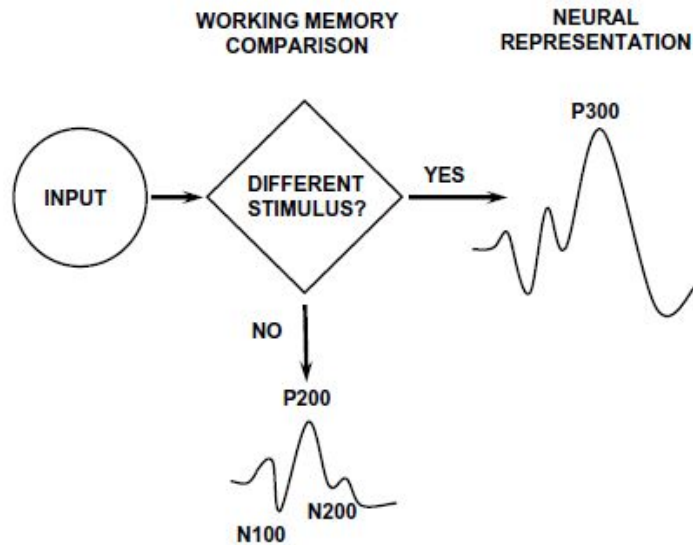 WORKING MEMORY
COMPARISON
NEURAL
REPRESENTATION
P300
INPUT
DIFFERENT
STIMULUS?
YES
NO
P200
N200
N100